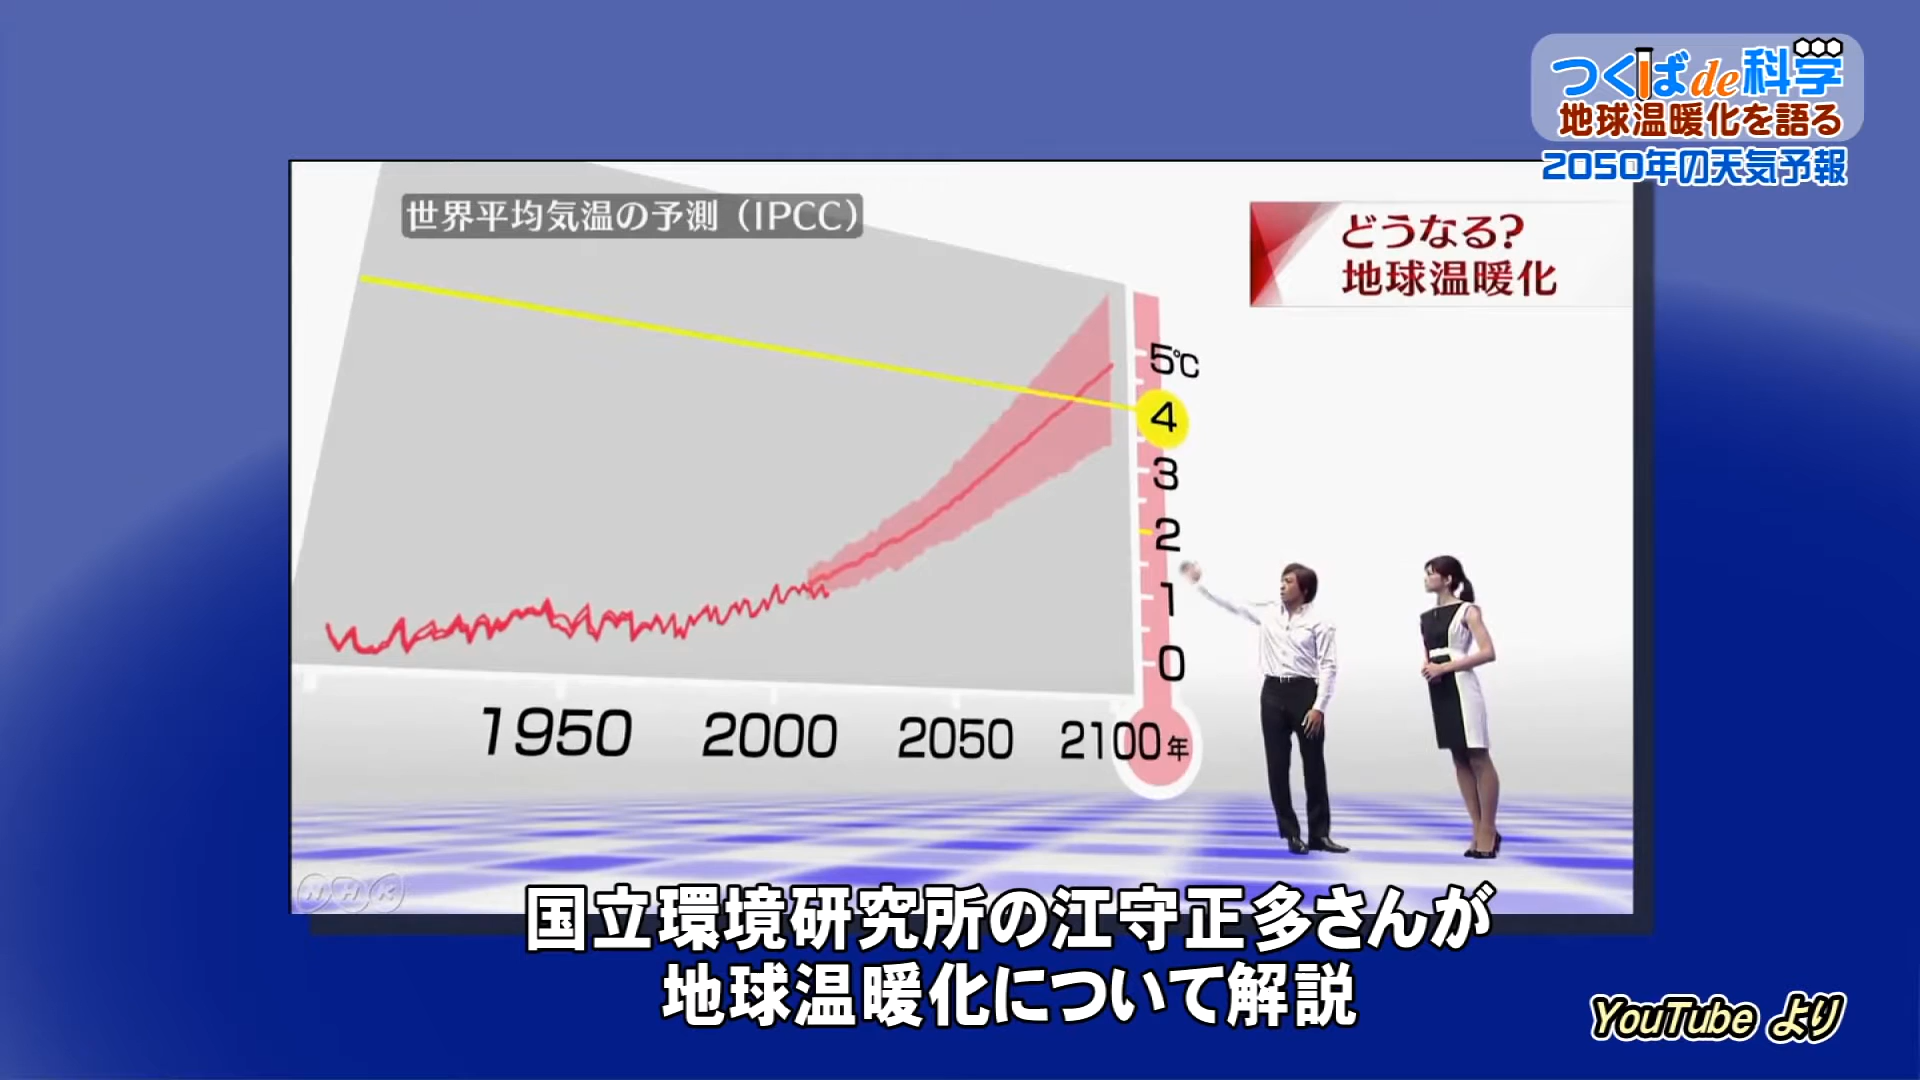 つくばde科学
地球温暖化を語る
2050年の天気予報
世界平均気温の予測（IPCC）
どうなる?
地球温暖化
5℃
4
3
2
1
0
1950 2000 2050 2100年
NHK
国立環境研究所の江守正多さんが
地球温暖化について解説
YouTube より